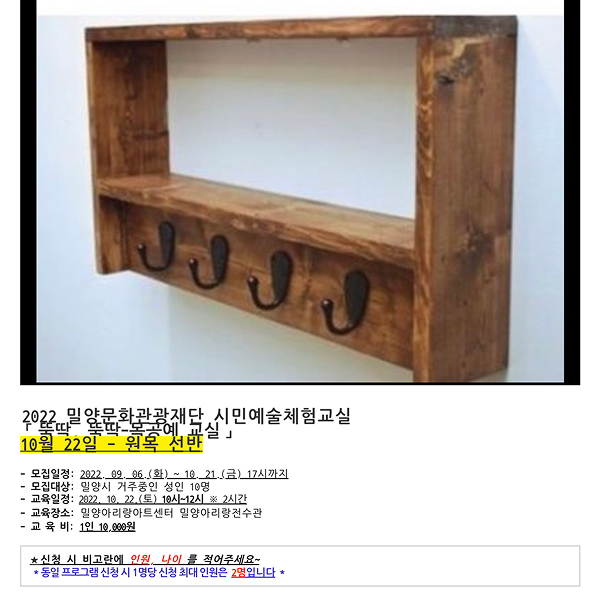 2022 밀양문화관광재단 시민예술체험교실
「뚝딱, 뚝딱-목공예 교실」
10월 22일 - 원목 선반
- 모집일정: 2022. 09. 06.(화) ~ 10. 21.(금) 17시까지
- 모집대상: 밀양시 거주중인 성인 10명
- 교육일정: 2022. 10. 22.(토) 10시~12시 ※ 2시간
- 교육장소: 밀양아리랑아트센터 밀양아리랑전수관
- 교 육 비: 1인 10,000원
★신청 시 비고란에 인원, 나이 를 적어주세요~
* 동일 프로그램 신청 시 1명당 신청 최대 인원은 2명입니다 *